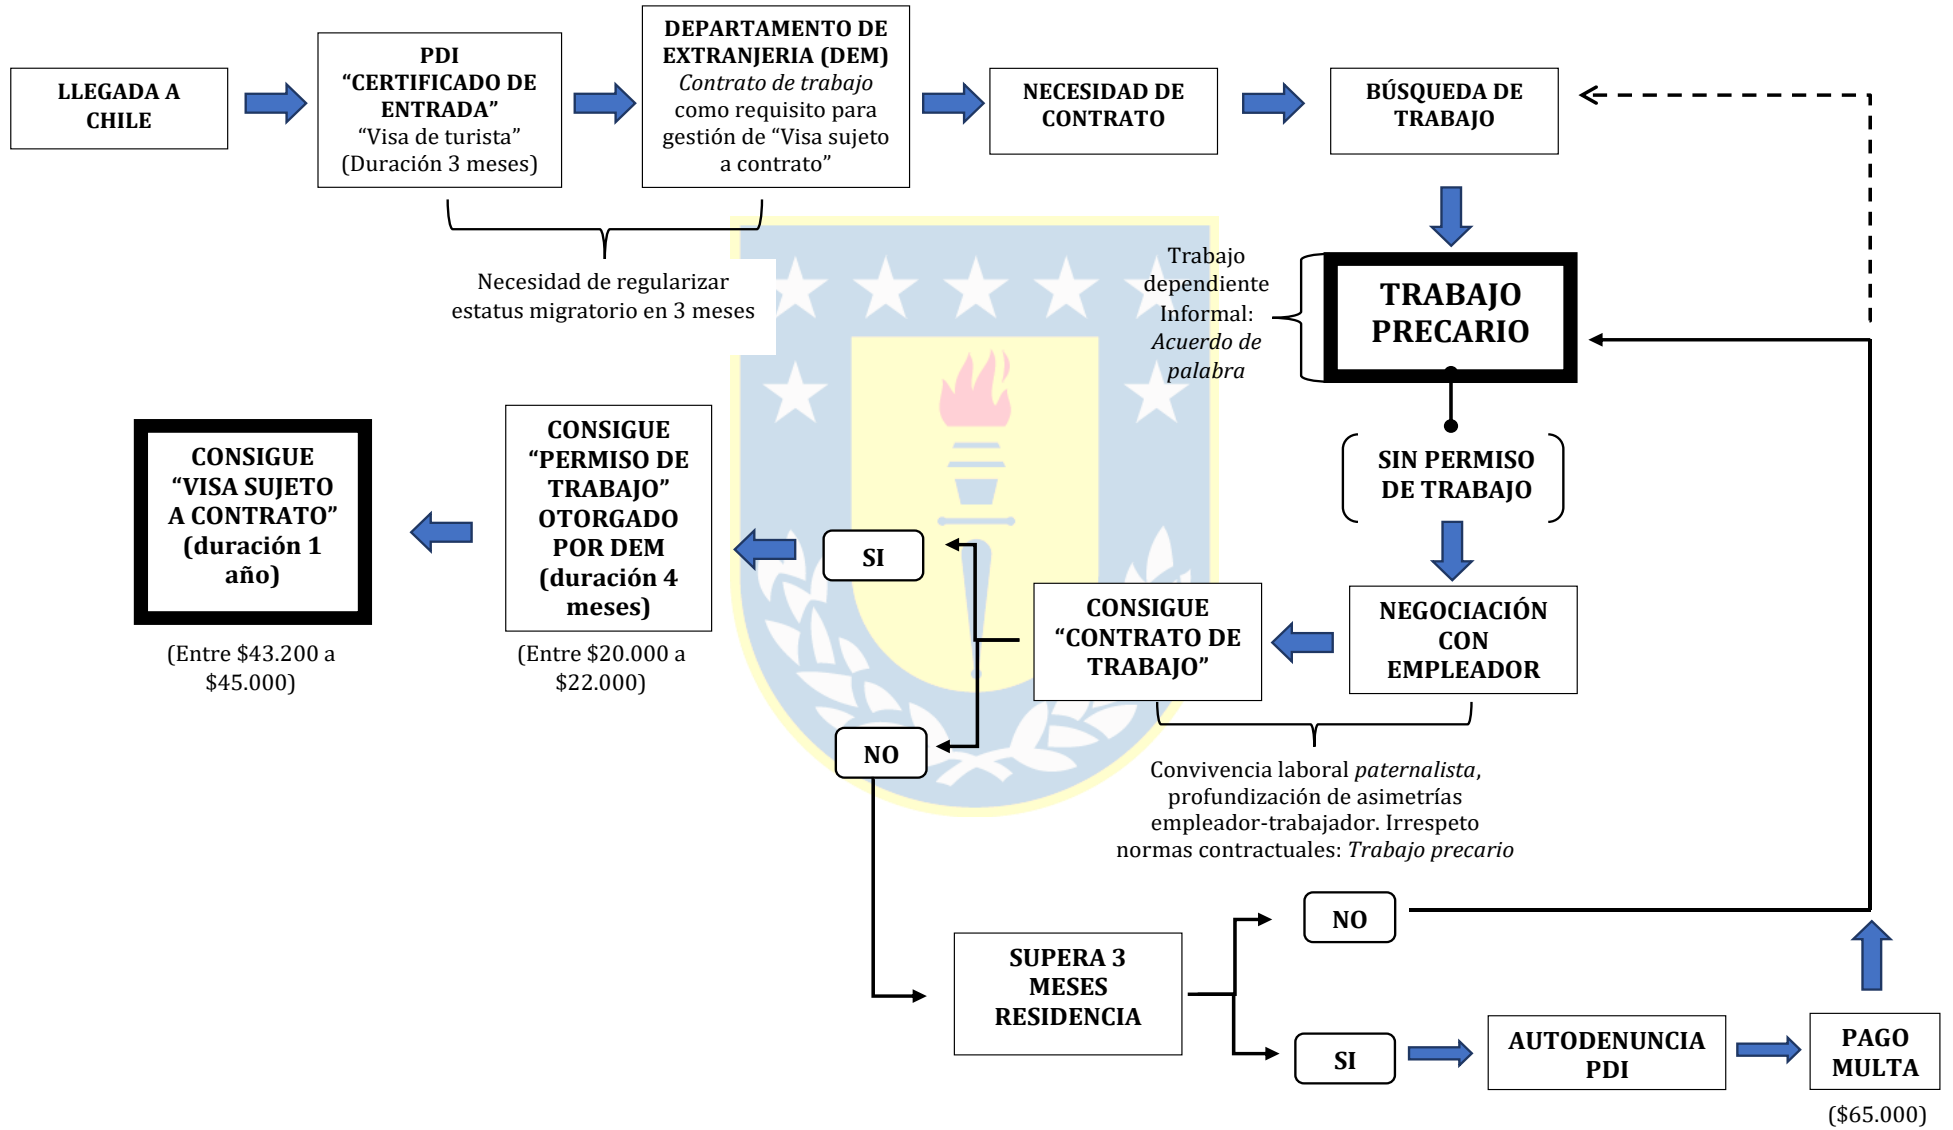 LLEGADA A
CHILE
PDI
“CERTIFICADO DE
ENTRADA”
“Visa de turista”
(Duración 3 meses)
DEPARTAMENTO DE
EXTRANJERIA (DEM)
Contrato de trabajo
como requisito para
gestión de “Visa sujeto
a contrato”
NECESIDAD DE
CONTRATO
BÚSQUEDA DE
TRABAJO
Necesidad de regularizar
estatus migratorio en 3 meses
Trabajo
dependiente
Informal:
Acuerdo de
palabra
TRABAJO
PRECARIO
SIN PERMISO
DE TRABAJO
NEGOCIACIÓN
CON
EMPLEADOR
CONSIGUE
“CONTRATO DE
TRABAJO”
SI
CONSIGUE
“PERMISO DE
TRABAJO”
OTORGADO
POR DEM
(duración 4
meses)
(Entre $20.000 a
$22.000)
CONSIGUE
“VISA SUJETO
A CONTRATO”
(duración 1
año)
(Entre $43.200 a
$45.000)
NO
Convivencia laboral paternalista,
profundización de asimetrías
empleador-trabajador. Irrespeto
normas contractuales: Trabajo precario
SUPERA 3
MESES
RESIDENCIA
NO
SI
AUTODENUNCIA
PDI
PAGO
MULTA
($65.000)